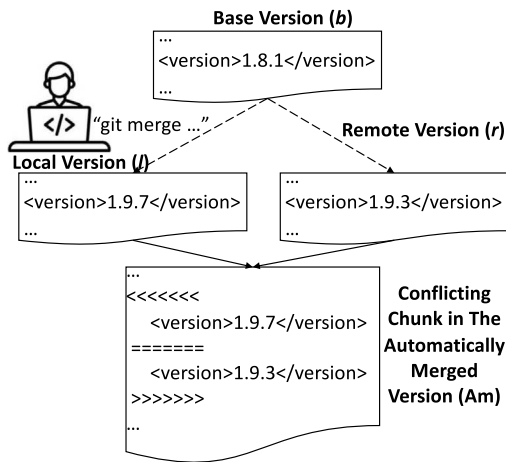 Base Version (b)
...
<version>1.8.1</version>
...
</>
“git merge ...”
Local Version (l)
Remote Version (r)
...
<version>1.9.7</version>
...
...
<version>1.9.3</version>
...
...
<<<<<<<
<version>1.9.7</version>
=======
<version>1.9.3</version>
>>>>>>>
...
Conflicting
Chunk in The
Automatically
Merged
Version (Am)